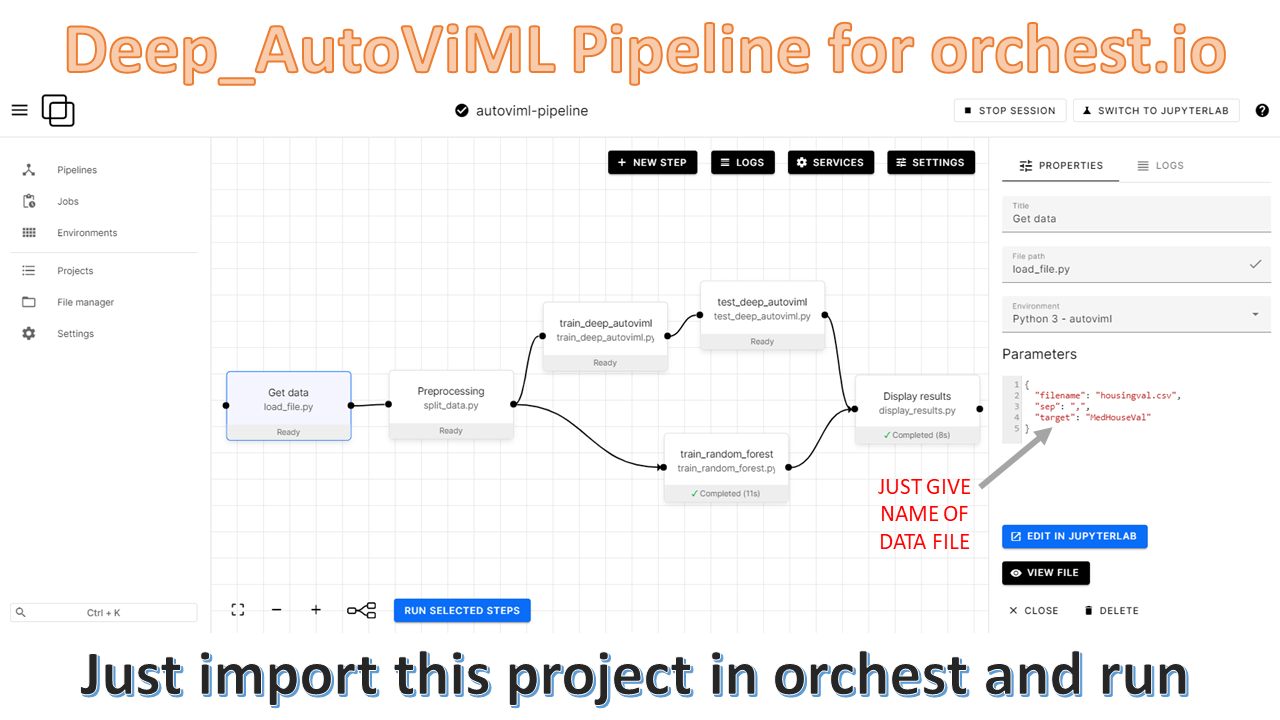 Deep_AutoViML Pipeline for orchest.io
autoviml-pipeline
STOP SESSION
SWITCH TO JUPYTERLAB
?
Pipelines
Jobs
Environments
Projects
File manager
Settings
Ctrl + K
+ NEW STEP
LOGS
SERVICES
SETTINGS
Get data
load_file.py
Ready
Preprocessing
split_data.py
Ready
train_deep_autoviml
train_deep_autoviml.py
Ready
test_deep_autoviml
test_deep_autoviml.py
Ready
train_random_forest
train_random_forest.py
✓ Completed (11s)
Display results
display_results.py
✓ Completed (8s)
RUN SELECTED STEPS
PROPERTIES
LOGS
Title
Get data
File path
load_file.py
Environment
Python 3 - autoviml
Parameters
1 {
2 "filename": "housingval.csv",
3 "sep": ",",
4 "target": "MedHouseVal"
5 }
JUST GIVE
NAME OF
DATA FILE
EDIT IN JUPYTERLAB
VIEW FILE
CLOSE
DELETE
Just import this project in orchest and run